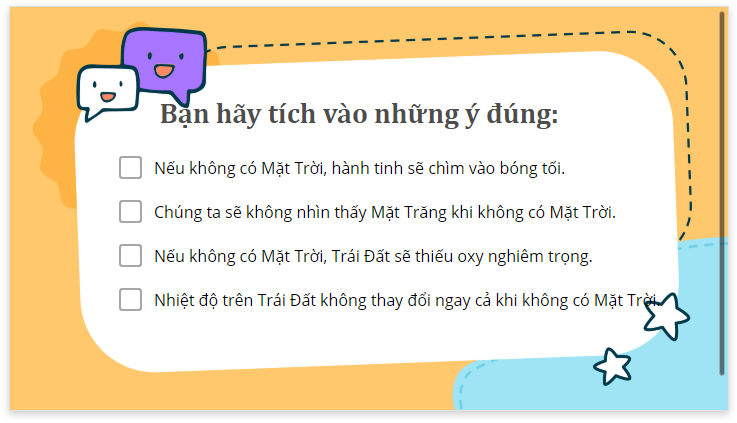 Bạn hãy tích vào những ý đúng:
Nếu không có Mặt Trời, hành tinh sẽ chìm vào bóng tối.
Chúng ta sẽ không nhìn thấy Mặt Trăng khi không có Mặt Trời.
Nếu không có Mặt Trời, Trái Đất sẽ thiếu oxy nghiêm trọng.
Nhiệt độ trên Trái Đất không thay đổi ngay cả khi không có Mặt Trời.